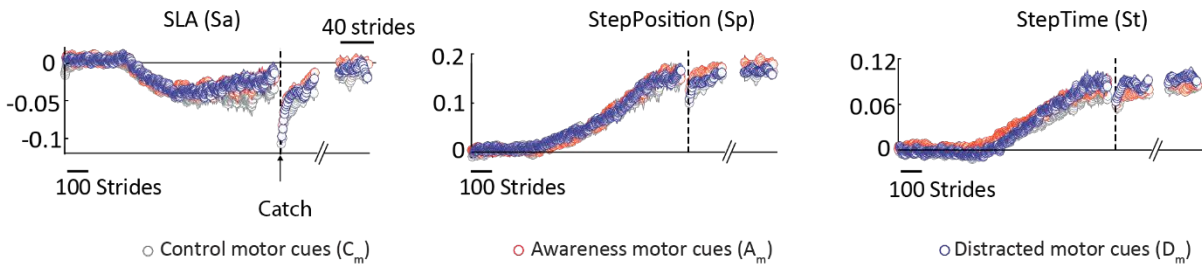 SLA (Sa)
40 strides
0
-0.05
-0.1
100 Strides
Catch
StepPosition (Sp)
0.2
0.1
0
100 Strides
StepTime (St)
0.12
0.06
0
100 Strides
Control motor cues (Cm)
Awareness motor cues (Am)
Distracted motor cues (Dm)